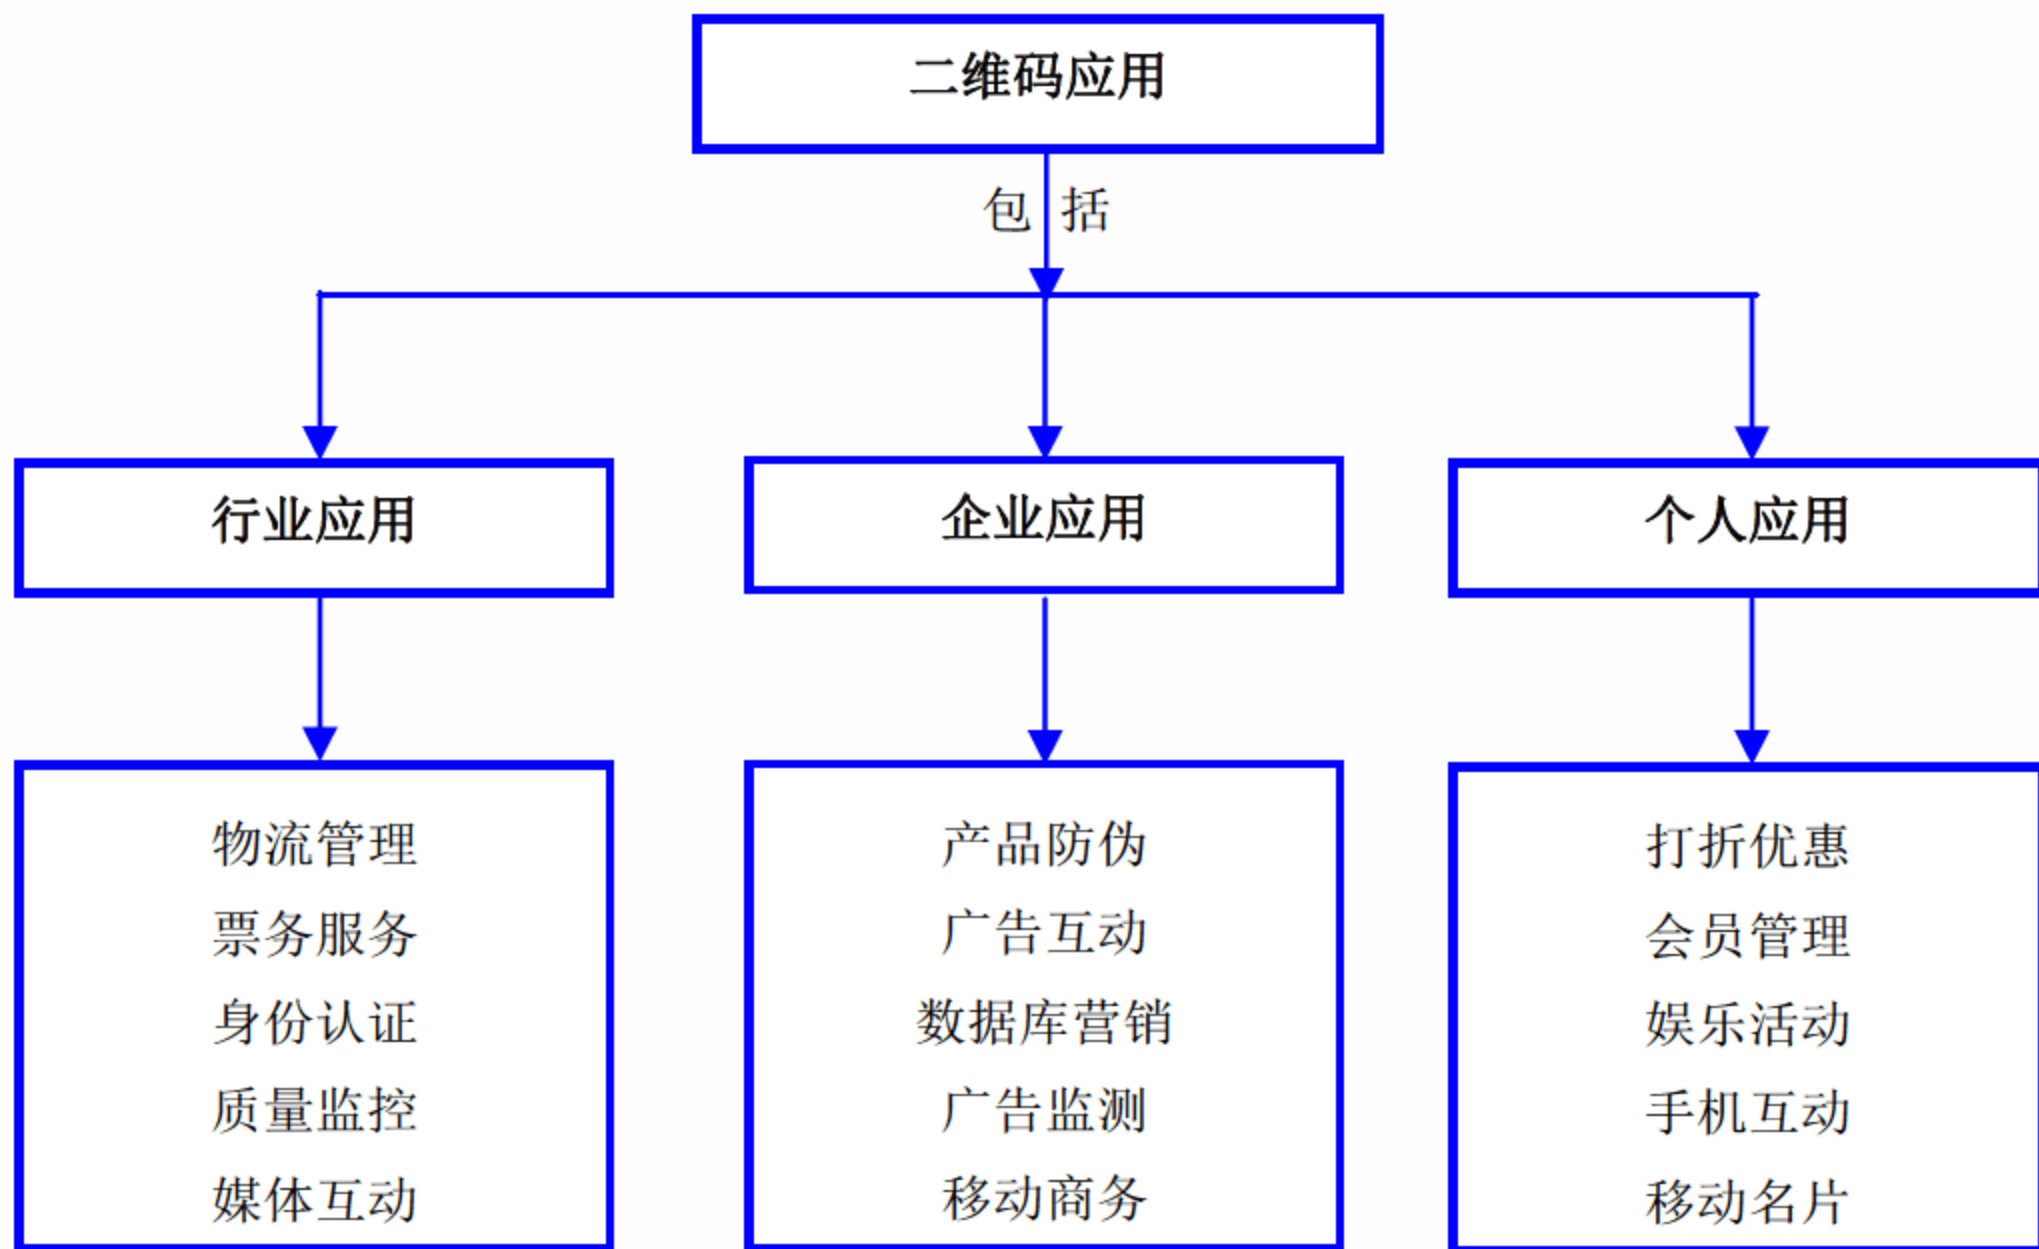 二维码应用
包括
行业应用
企业应用
个人应用
物流管理
票务服务
身份认证
质量监控
媒体互动
产品防伪
广告互动
数据库营销
广告监测
移动商务
打折优惠
会员管理
娱乐活动
手机互动
移动名片